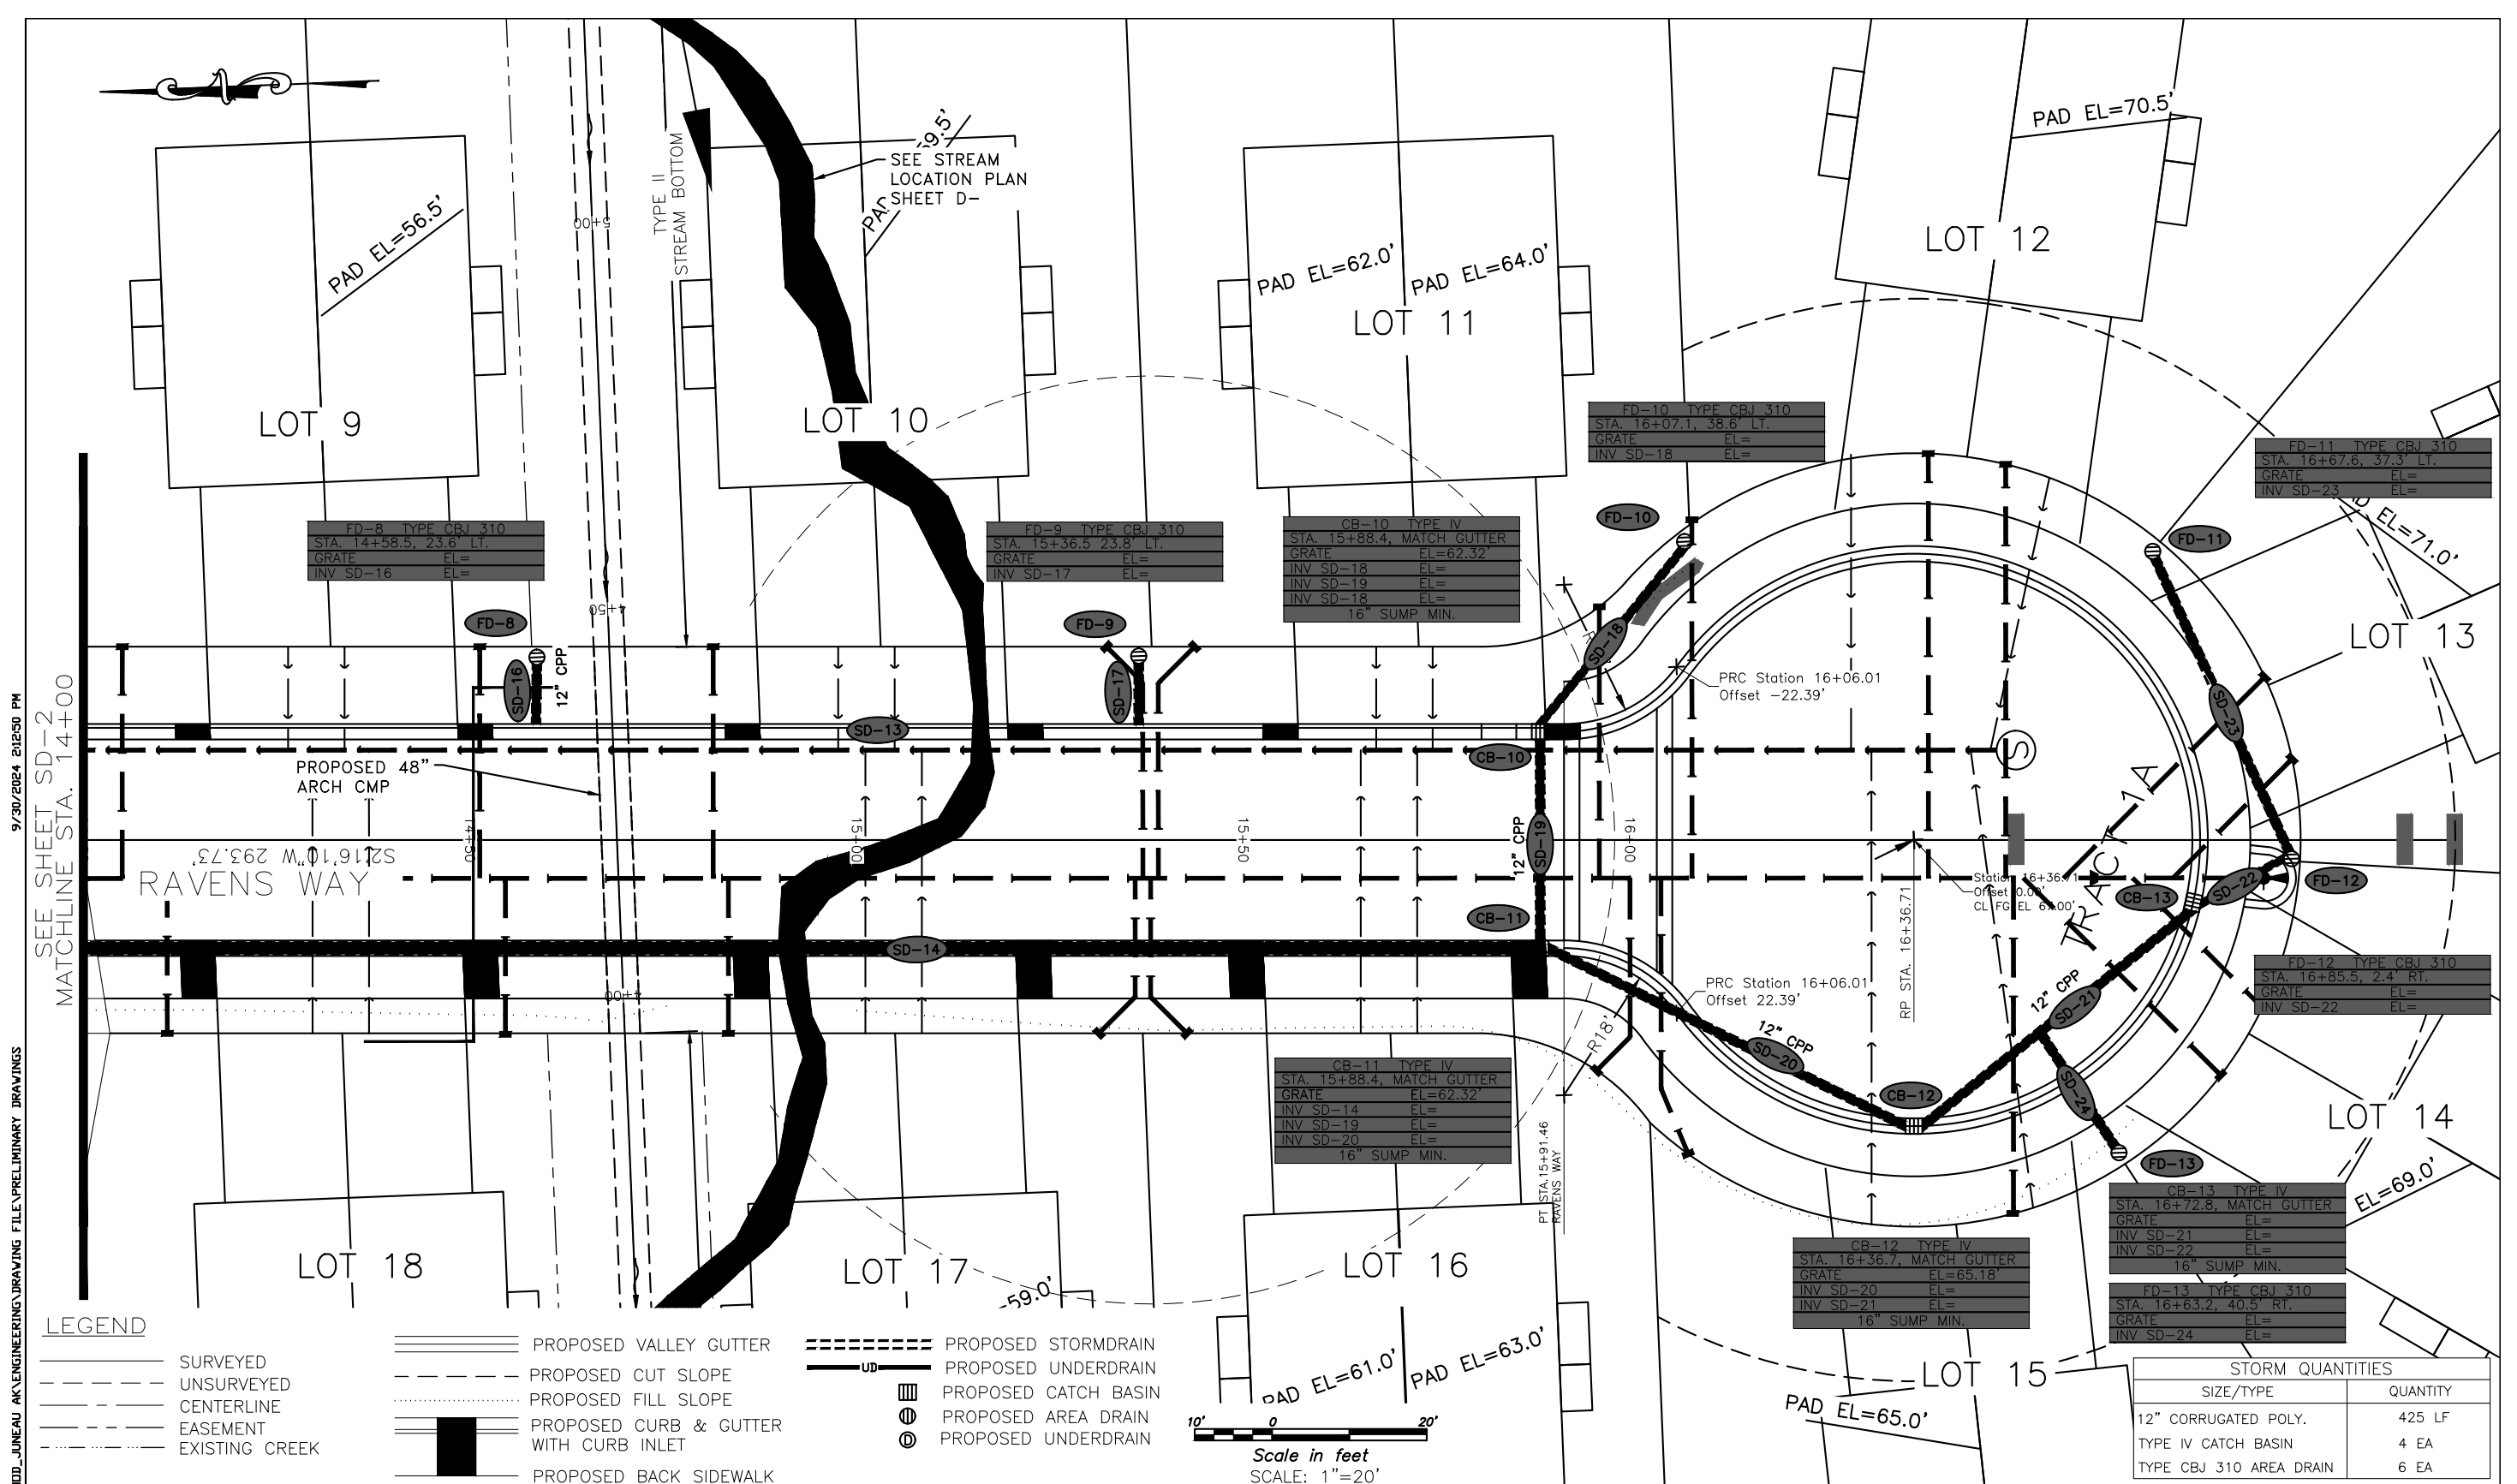 9/30/2024 2:12:50 PM
AK\ENGINEERING\DRAWING FILE\PRELIMINARY DRAWINGS
SEE SHEET SD-2
MATCHLINE STA. 14+00
PAD EL=56.5'
LOT 9
5+00
TYPE II
STREAM BOTTOM
SEE STREAM
LOCATION PLAN
SHEET D-
LOT 10
PAD EL=62.0'
PAD EL=64.0'
LOT 11
PAD EL=70.5'
LOT 12
FD-8 TYPE CBJ 310
STA. 14+58.5, 23.6' LT.
GRATE EL=
INV SD-16 EL=
FD-9 TYPE CBJ 310
STA. 15+36.5 23.8' LT.
GRATE EL=
INV SD-17 EL=
CB-10 TYPE IV
STA. 15+88.4, MATCH GUTTER
GRATE EL=62.32'
INV SD-18 EL=
INV SD-19 EL=
INV SD-18 EL=
16" SUMP MIN.
FD-10 TYPE CBJ 310
STA. 16+07.1, 38.6' LT.
GRATE EL=
INV SD-18 EL=
FD-11 TYPE CBJ 310
STA. 16+67.6, 37.3' LT.
GRATE EL=
INV SD-23 EL=
EL=71.0'
LOT 13
FD-8
FD-9
FD-10
FD-11
SD-16
12" CPP
SD-17
SD-18
SD-13
SD-23
4+50
PRC Station 16+06.01
Offset -22.39'
CB-10
PROPOSED 48"
ARCH CMP
14+50
15+00
15+50
16+00
S2°16'10"W 293.73'
RAVENS WAY
12" CPP
SD-19
CB-11
SD-14
4+00
RP STA. 16+36.71
Station 16+36.71
Offset 0.00'
CL FG EL 67.00'
TRACT 1A
CB-13
SD-22
FD-12
PRC Station 16+06.01
Offset 22.39'
R18'
12" CPP
SD-20
12" CPP
SD-21
CB-12
SD-24
FD-13
FD-12 TYPE CBJ 310
STA. 16+85.5, 2.4' RT.
GRATE EL=
INV SD-22 EL=
CB-11 TYPE IV
STA. 15+88.4, MATCH GUTTER
GRATE EL=62.32'
INV SD-14 EL=
INV SD-19 EL=
INV SD-20 EL=
16" SUMP MIN.
PT STA.15+91.46
RAVENS WAY
LOT 14
EL=69.0'
CB-13 TYPE IV
STA. 16+72.8, MATCH GUTTER
GRATE EL=
INV SD-21 EL=
INV SD-22 EL=
16" SUMP MIN.
CB-12 TYPE IV
STA. 16+36.7, MATCH GUTTER
GRATE EL=65.18'
INV SD-20 EL=
INV SD-21 EL=
16" SUMP MIN.
FD-13 TYPE CBJ 310
STA. 16+63.2, 40.5' RT.
GRATE EL=
INV SD-24 EL=
LOT 18
LOT 17
=59.0'
LOT 16
PAD EL=61.0'
PAD EL=63.0'
LOT 15
PAD EL=65.0'
LEGEND
SURVEYED
UNSURVEYED
CENTERLINE
EASEMENT
EXISTING CREEK
PROPOSED VALLEY GUTTER
PROPOSED CUT SLOPE
PROPOSED FILL SLOPE
PROPOSED CURB & GUTTER
WITH CURB INLET
PROPOSED BACK SIDEWALK
PROPOSED STORMDRAIN
UD PROPOSED UNDERDRAIN
PROPOSED CATCH BASIN
PROPOSED AREA DRAIN
D PROPOSED UNDERDRAIN
10' 0 20'
Scale in feet
SCALE: 1"=20'
STORM QUANTITIES
SIZE/TYPE QUANTITY
12" CORRUGATED POLY. 425 LF
TYPE IV CATCH BASIN 4 EA
TYPE CBJ 310 AREA DRAIN 6 EA